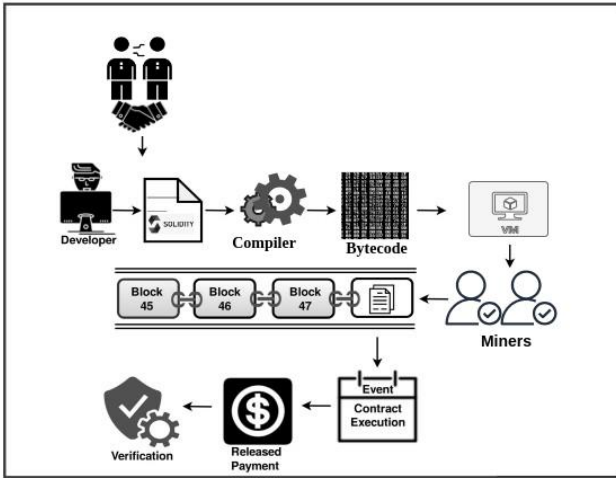 Developer
SOLIDITY
Compiler
Bytecode
VM
Block
45
Block
46
Block
47
Miners
Event
Contract
Execution
Released
Payment
Verification